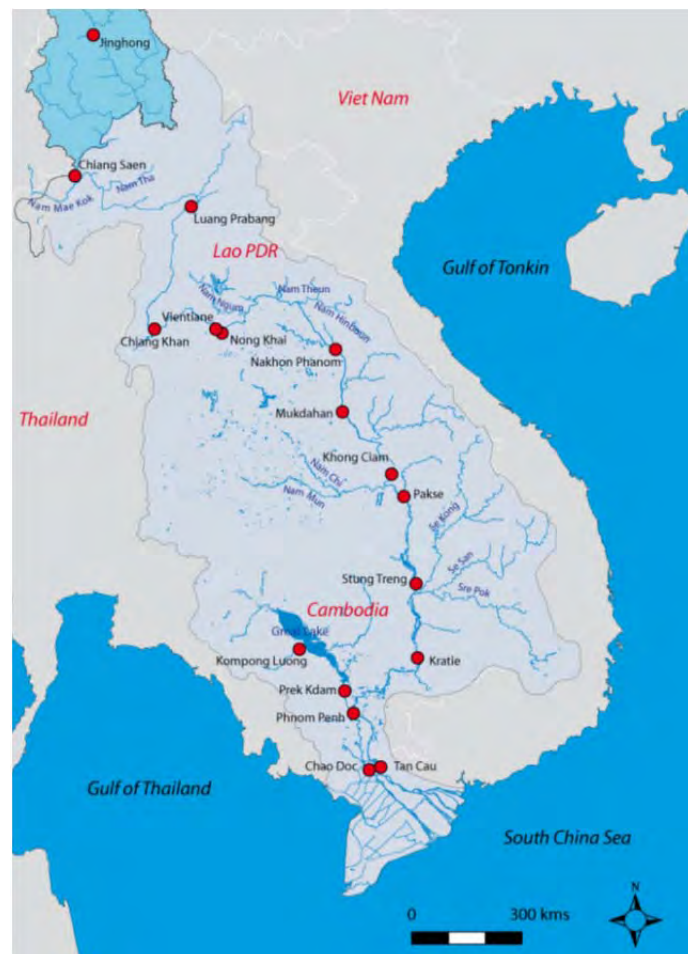 Jinghong
Viet Nam
Chiang Saen
Nam Tha
Nam Mae Kok
Luang Prabang
Lao PDR
Gulf of Tonkin
Nam Theun
Nam Ngum
Nam Hinboun
Vientiane
Chiang Khan
Nong Khai
Nakhon Phanom
Mukdahan
Thailand
Khong Ciam
Nam Chi
Nam Mun
Pakse
Se Kong
Se San
Stung Treng
Sre Pok
Cambodia
Great Lake
Kompong Luong
Kratie
Prek Kdam
Phnom Penh
Chao Doc
Tan Cau
Gulf of Thailand
South China Sea
N
0 300 kms